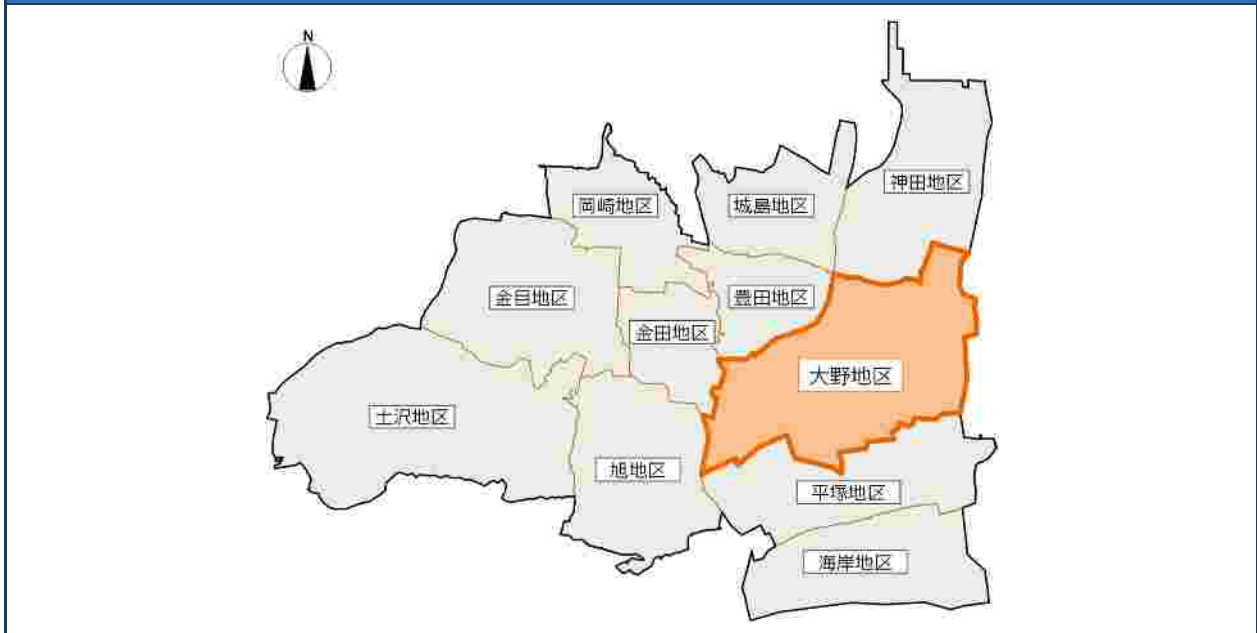 N
神田地区
岡崎地区
城島地区
金目地区
豊田地区
金田地区
大野地区
土沢地区
旭地区
平塚地区
海岸地区